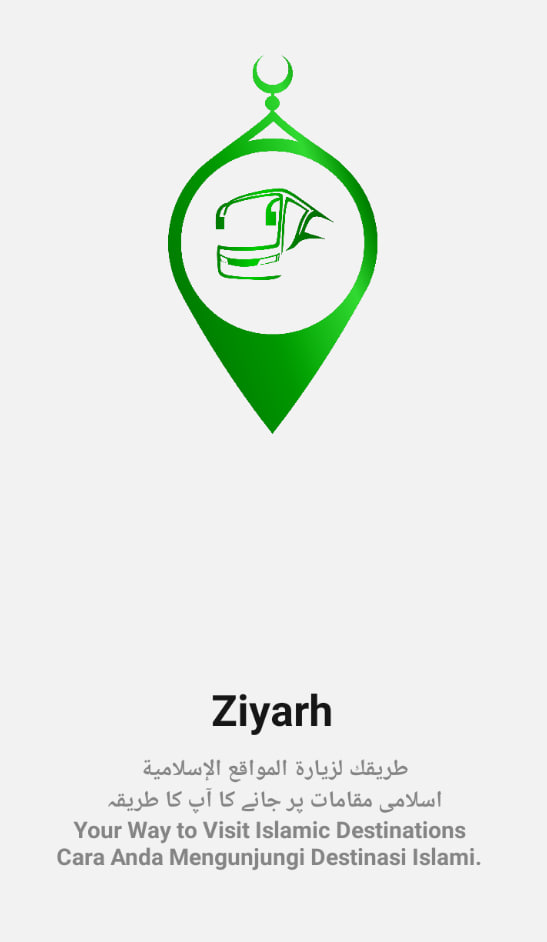 Ziyarh
طريقك لزيارة المواقع الإسلامية
اسلامی مقامات پر جانے کا آپ کا طریقہ
Your Way to Visit Islamic Destinations
Cara Anda Mengunjungi Destinasi Islami.